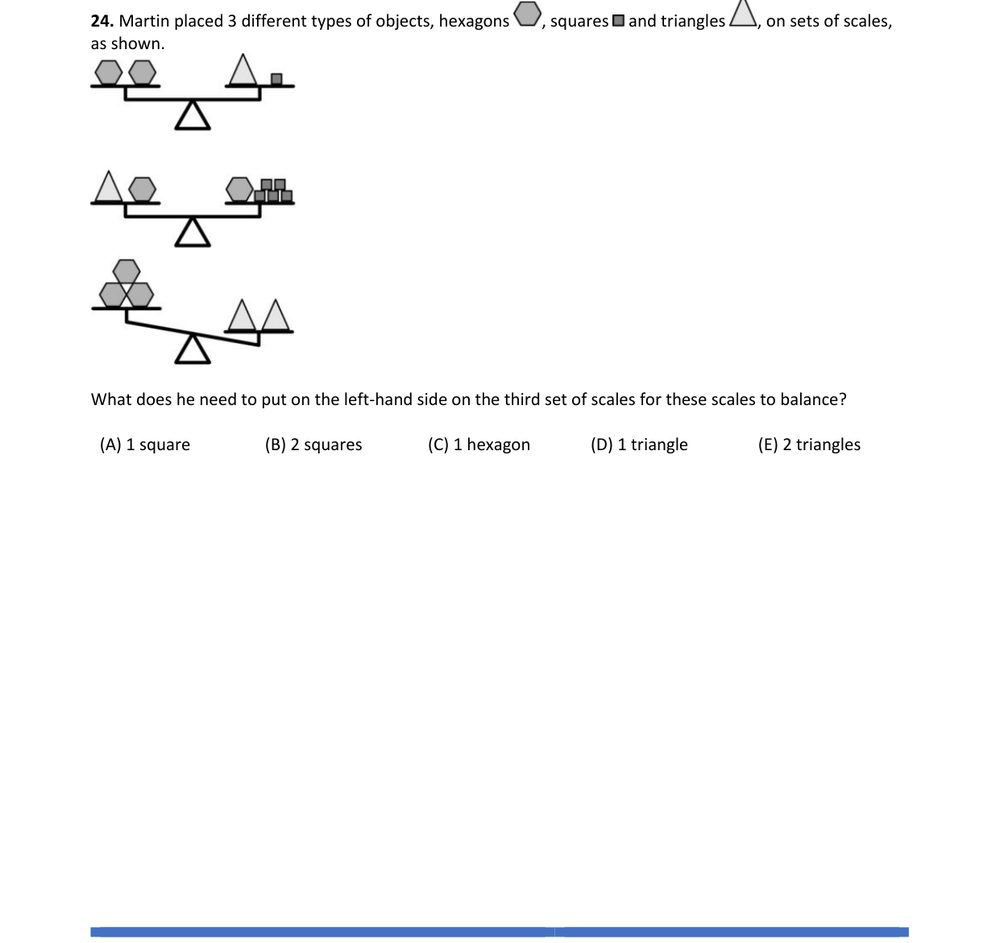 24. Martin placed 3 different types of objects, hexagons , squares and triangles , on sets of scales,
as shown.
What does he need to put on the left-hand side on the third set of scales for these scales to balance?
(A) 1 square (B) 2 squares (C) 1 hexagon (D) 1 triangle (E) 2 triangles